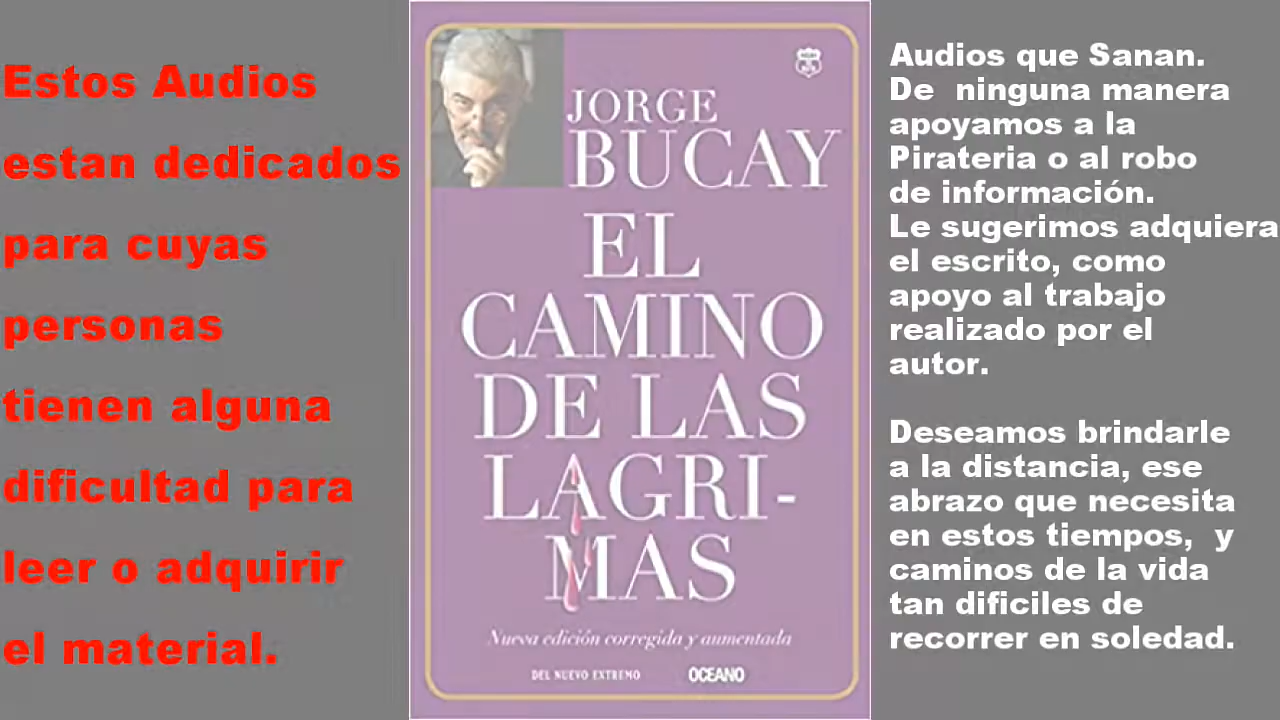 Estos Audios
estan dedicados
para cuyas
personas
tienen alguna
dificultad para
leer o adquirir
el material.
JORGE
BUCAY
EL
CAMINO
DE LAS
LAGRI-
MAS
Nueva edición corregida y aumentada
DEL NUEVO EXTREMO
OCEANO
Audios que Sanan.
De ninguna manera
apoyamos a la
Pirateria o al robo
de información.
Le sugerimos adquiera
el escrito, como
apoyo al trabajo
realizado por el
autor.
Deseamos brindarle
a la distancia, ese
abrazo que necesita
en estos tiempos, y
caminos de la vida
tan dificiles de
recorrer en soledad.